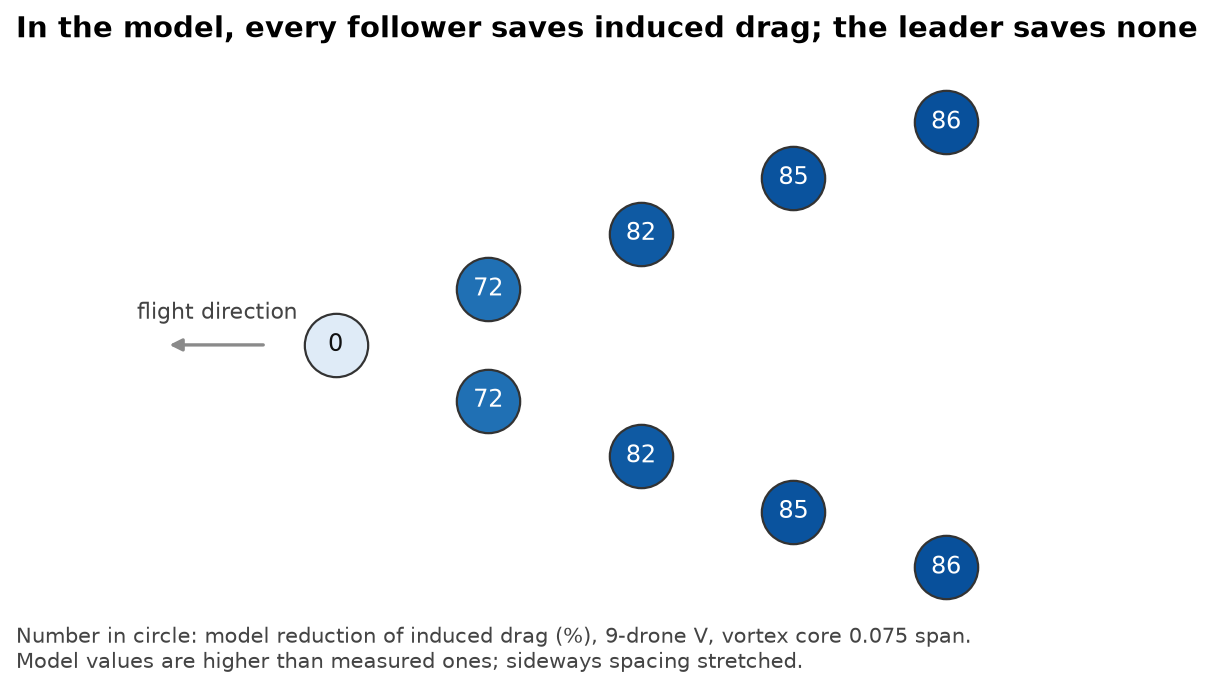 In the model, every follower saves induced drag; the leader saves none
86
85
82
72
flight direction
0
72
82
85
86
Number in circle: model reduction of induced drag (%), 9-drone V, vortex core 0.075 span.
Model values are higher than measured ones; sideways spacing stretched.